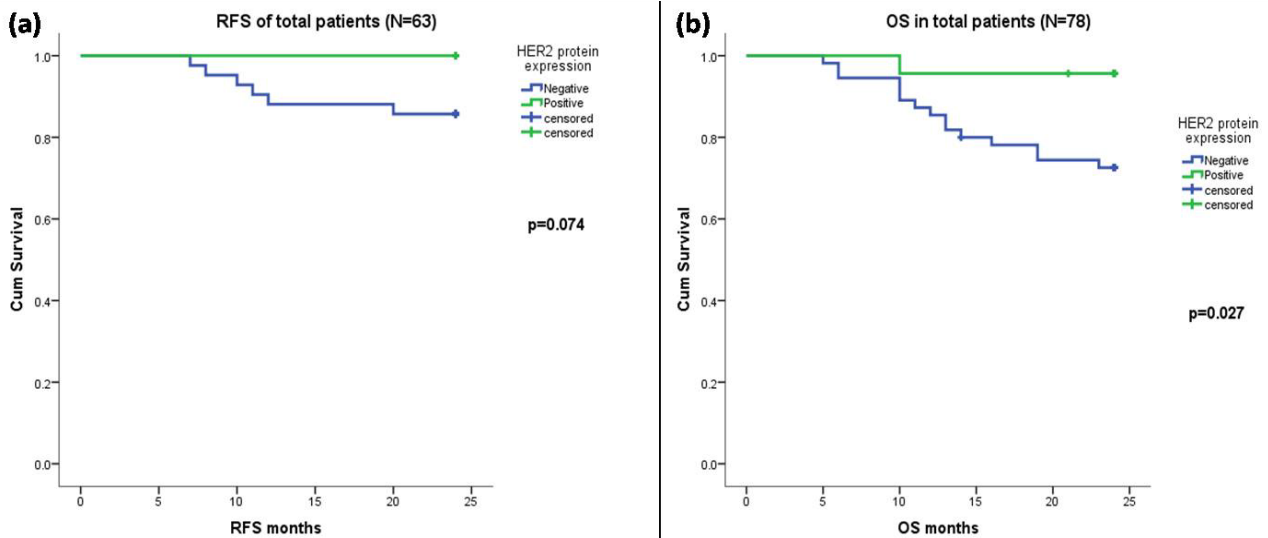 (a)
RFS of total patients (N=63)
HER2 protein
expression
Negative
Positive
censored
censored
p=0.074
Cum Survival
1.0
0.8
0.6
0.4
0.2
0.0
0 5 10 15 20 25
RFS months
(b)
OS in total patients (N=78)
HER2 protein
expression
Negative
Positive
censored
censored
p=0.027
Cum Survival
1.0
0.8
0.6
0.4
0.2
0.0
0 5 10 15 20 25
OS months